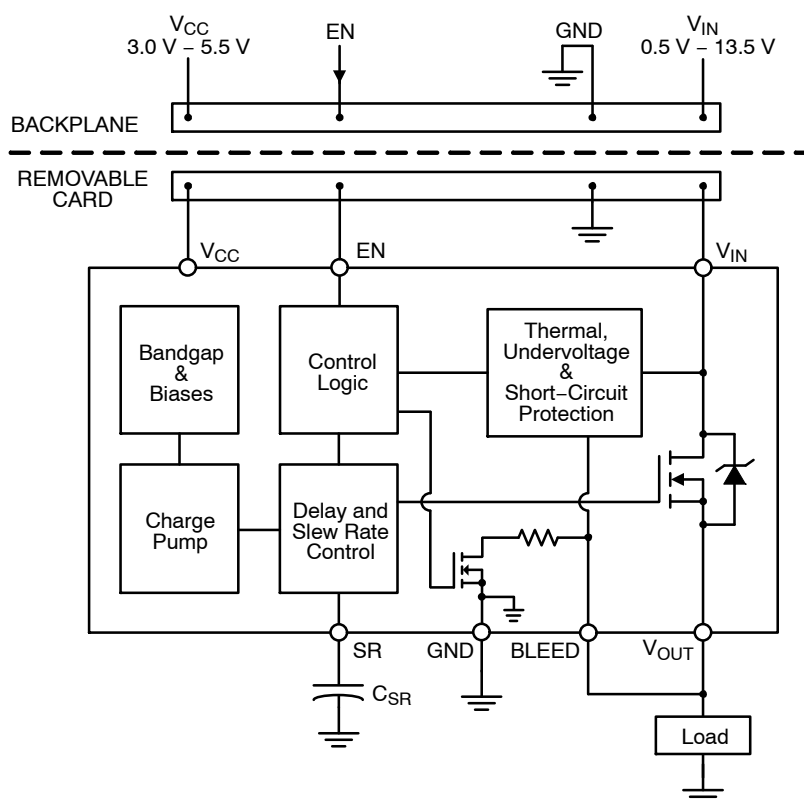 VCC
3.0 V – 5.5 V
EN
GND
VIN
0.5 V – 13.5 V
BACKPLANE
REMOVABLE
CARD
VCC
EN
VIN
Bandgap
&
Biases
Control
Logic
Thermal,
Undervoltage
&
Short–Circuit
Protection
Charge
Pump
Delay and
Slew Rate
Control
SR
GND
BLEED
VOUT
CSR
Load